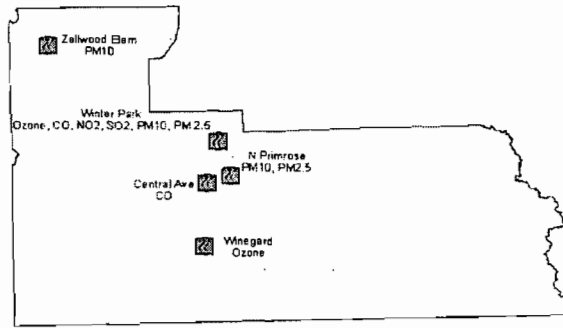 Zellwood Elem
PM10
Winter Park
Ozone, CO, NO2, SO2, PM10, PM2.5
N Primrose
PM10, PM2.5
Central Ave
CO
Winegard
Ozone